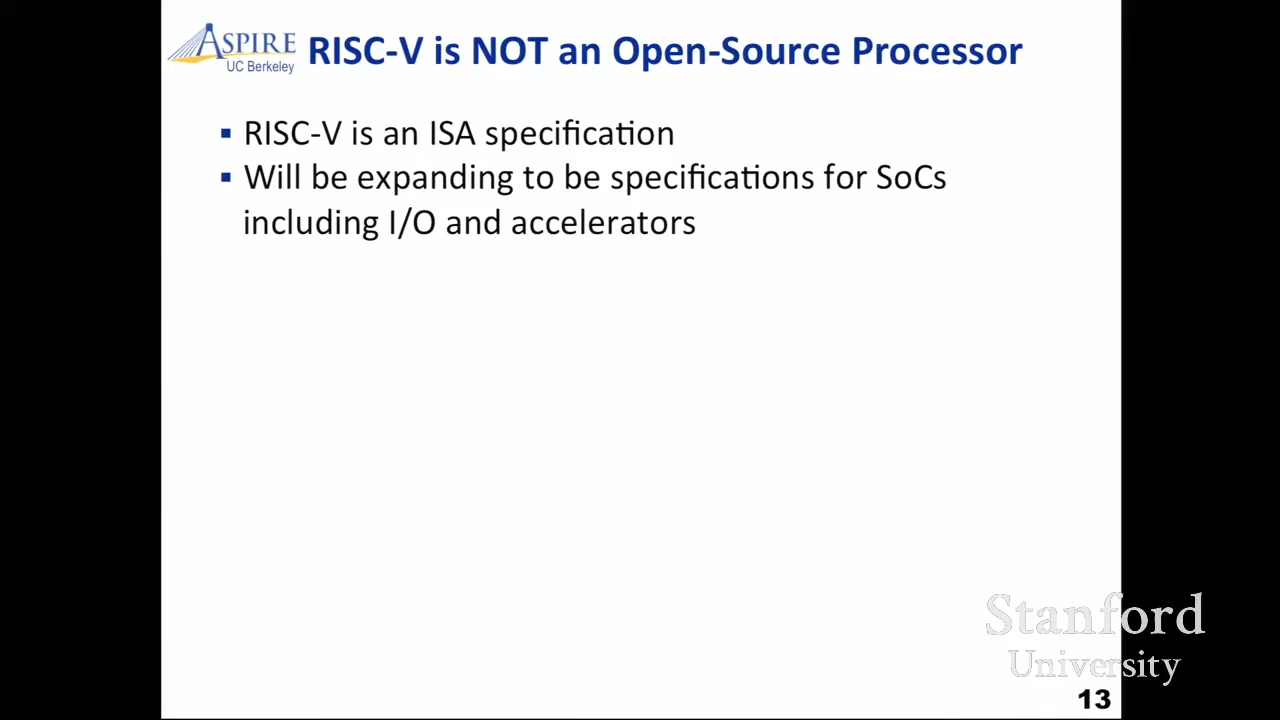 ASPIRE
UC Berkeley
RISC-V is NOT an Open-Source Processor
▪ RISC-V is an ISA specification
▪ Will be expanding to be specifications for SoCs
including I/O and accelerators
Stanford
University
13